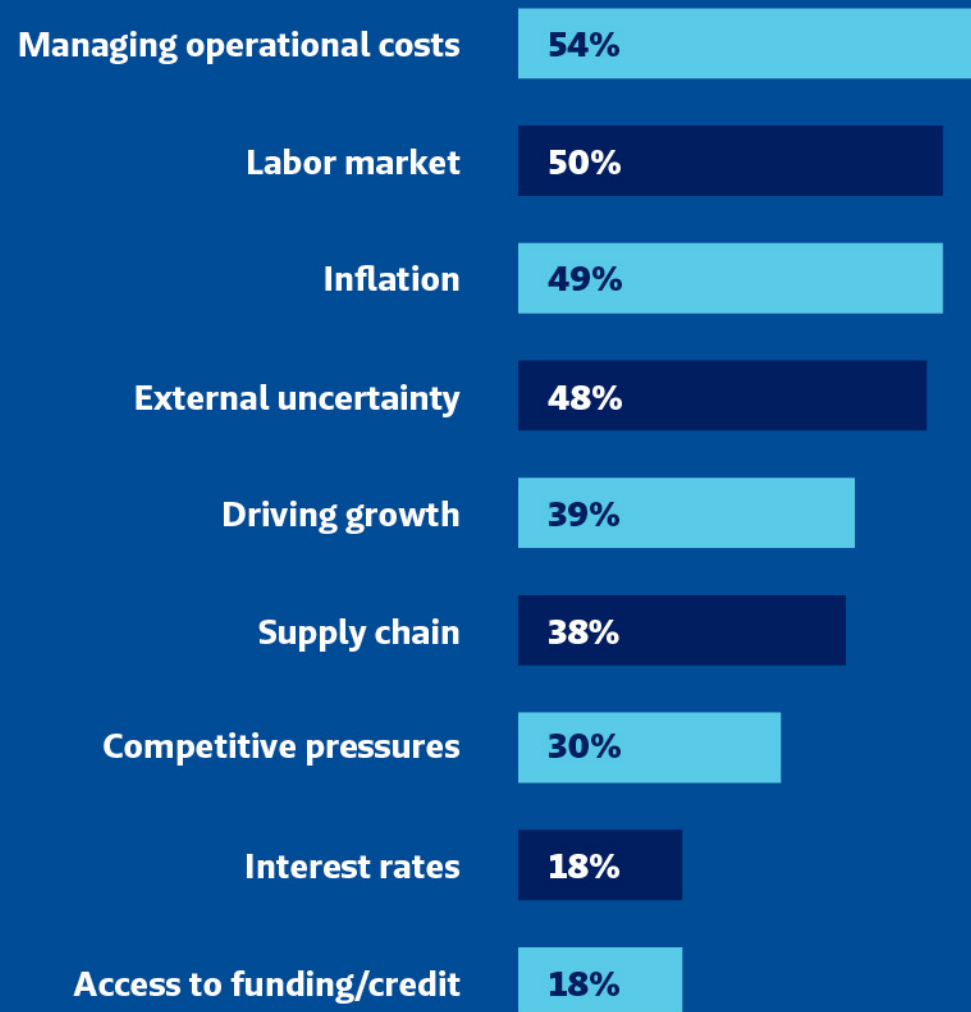 Managing operational costs 54%
Labor market 50%
Inflation 49%
External uncertainty 48%
Driving growth 39%
Supply chain 38%
Competitive pressures 30%
Interest rates 18%
Access to funding/credit 18%